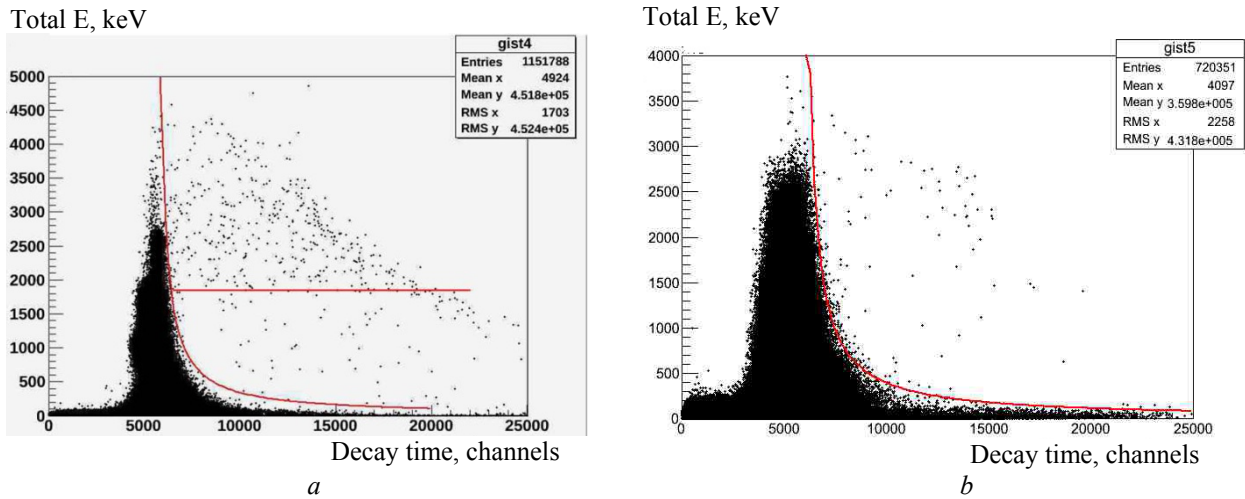 Total E, keV
gist4
Entries 1151788
Mean x 4924
Mean y 4.518e+05
RMS x 1703
RMS y 4.524e+05
5000
4500
4000
3500
3000
2500
2000
1500
1000
500
0
0 5000 10000 15000 20000 25000
Decay time, channels
a
Total E, keV
gist5
Entries 720351
Mean x 4097
Mean y 3.598e+005
RMS x 2258
RMS y 4.318e+005
4000
3500
3000
2500
2000
1500
1000
500
0
0 5000 10000 15000 20000 25000
Decay time, channels
b